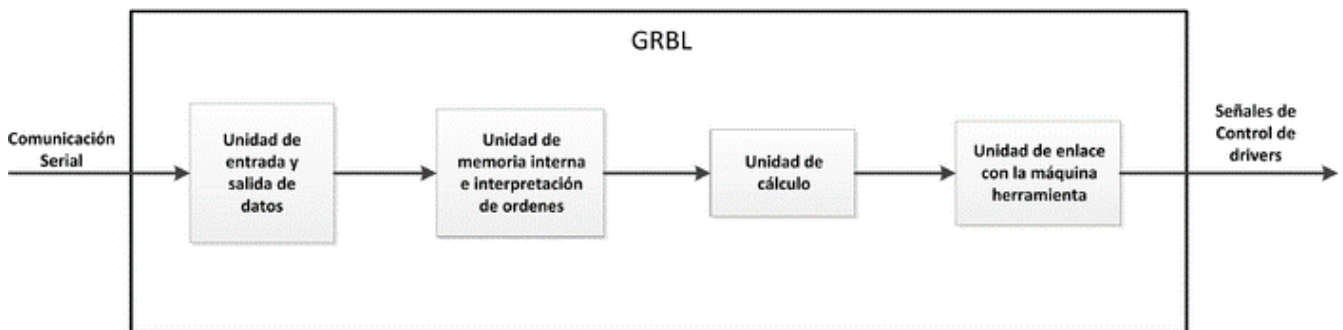 GRBL
Comunicación
Serial
Unidad de
entrada y
salida de
datos
Unidad de
memoria interna
e interpretación
de ordenes
Unidad de
cálculo
Unidad de enlace
con la máquina
herramienta
Señales de
Control de
drivers